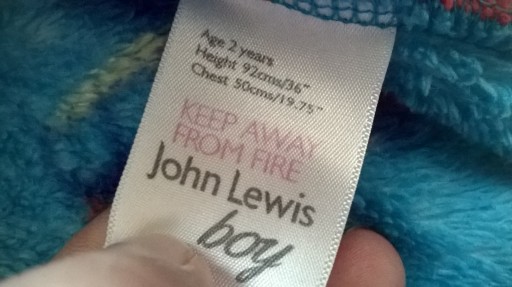 Age 2 years
Height 92cms/36"
Chest 50cms/19.75"
KEEP AWAY
FROM FIRE
John Lewis
boy